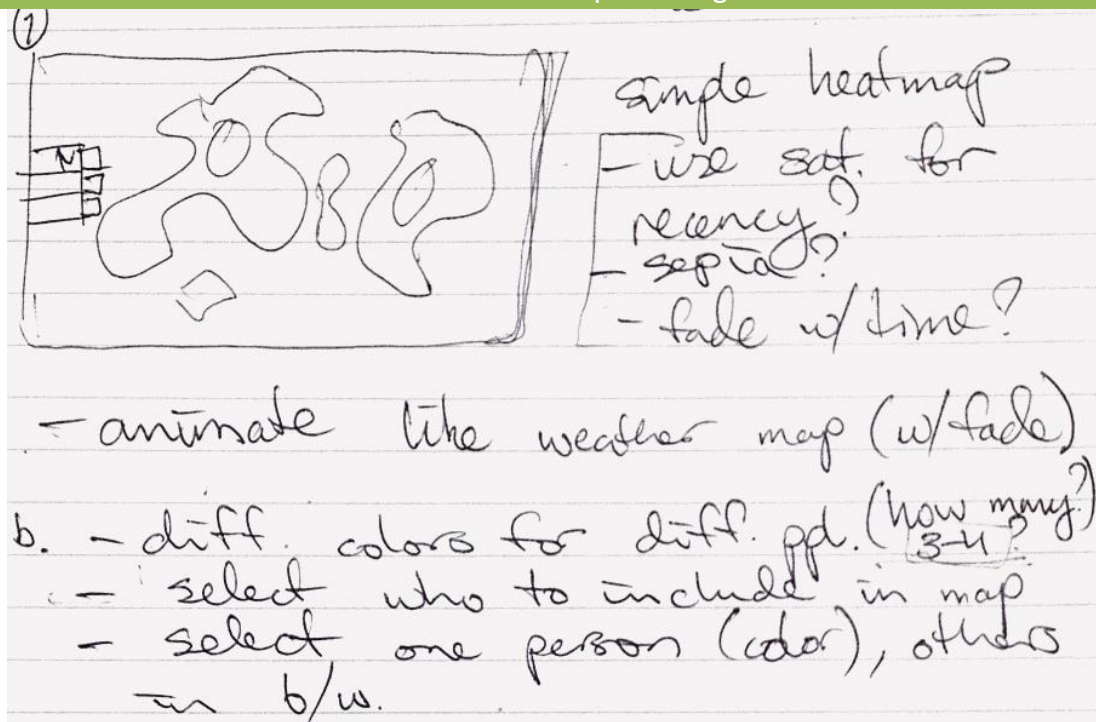 ①
simple heatmap
- use sat. for
recency?
- sepia?
- fade w/ time?
- animate like weather map (w/ fade)
b. - diff. colors for diff. ppl. (how many?)
3-4?
- select who to include in map
- select one person (color), others
in b/w.